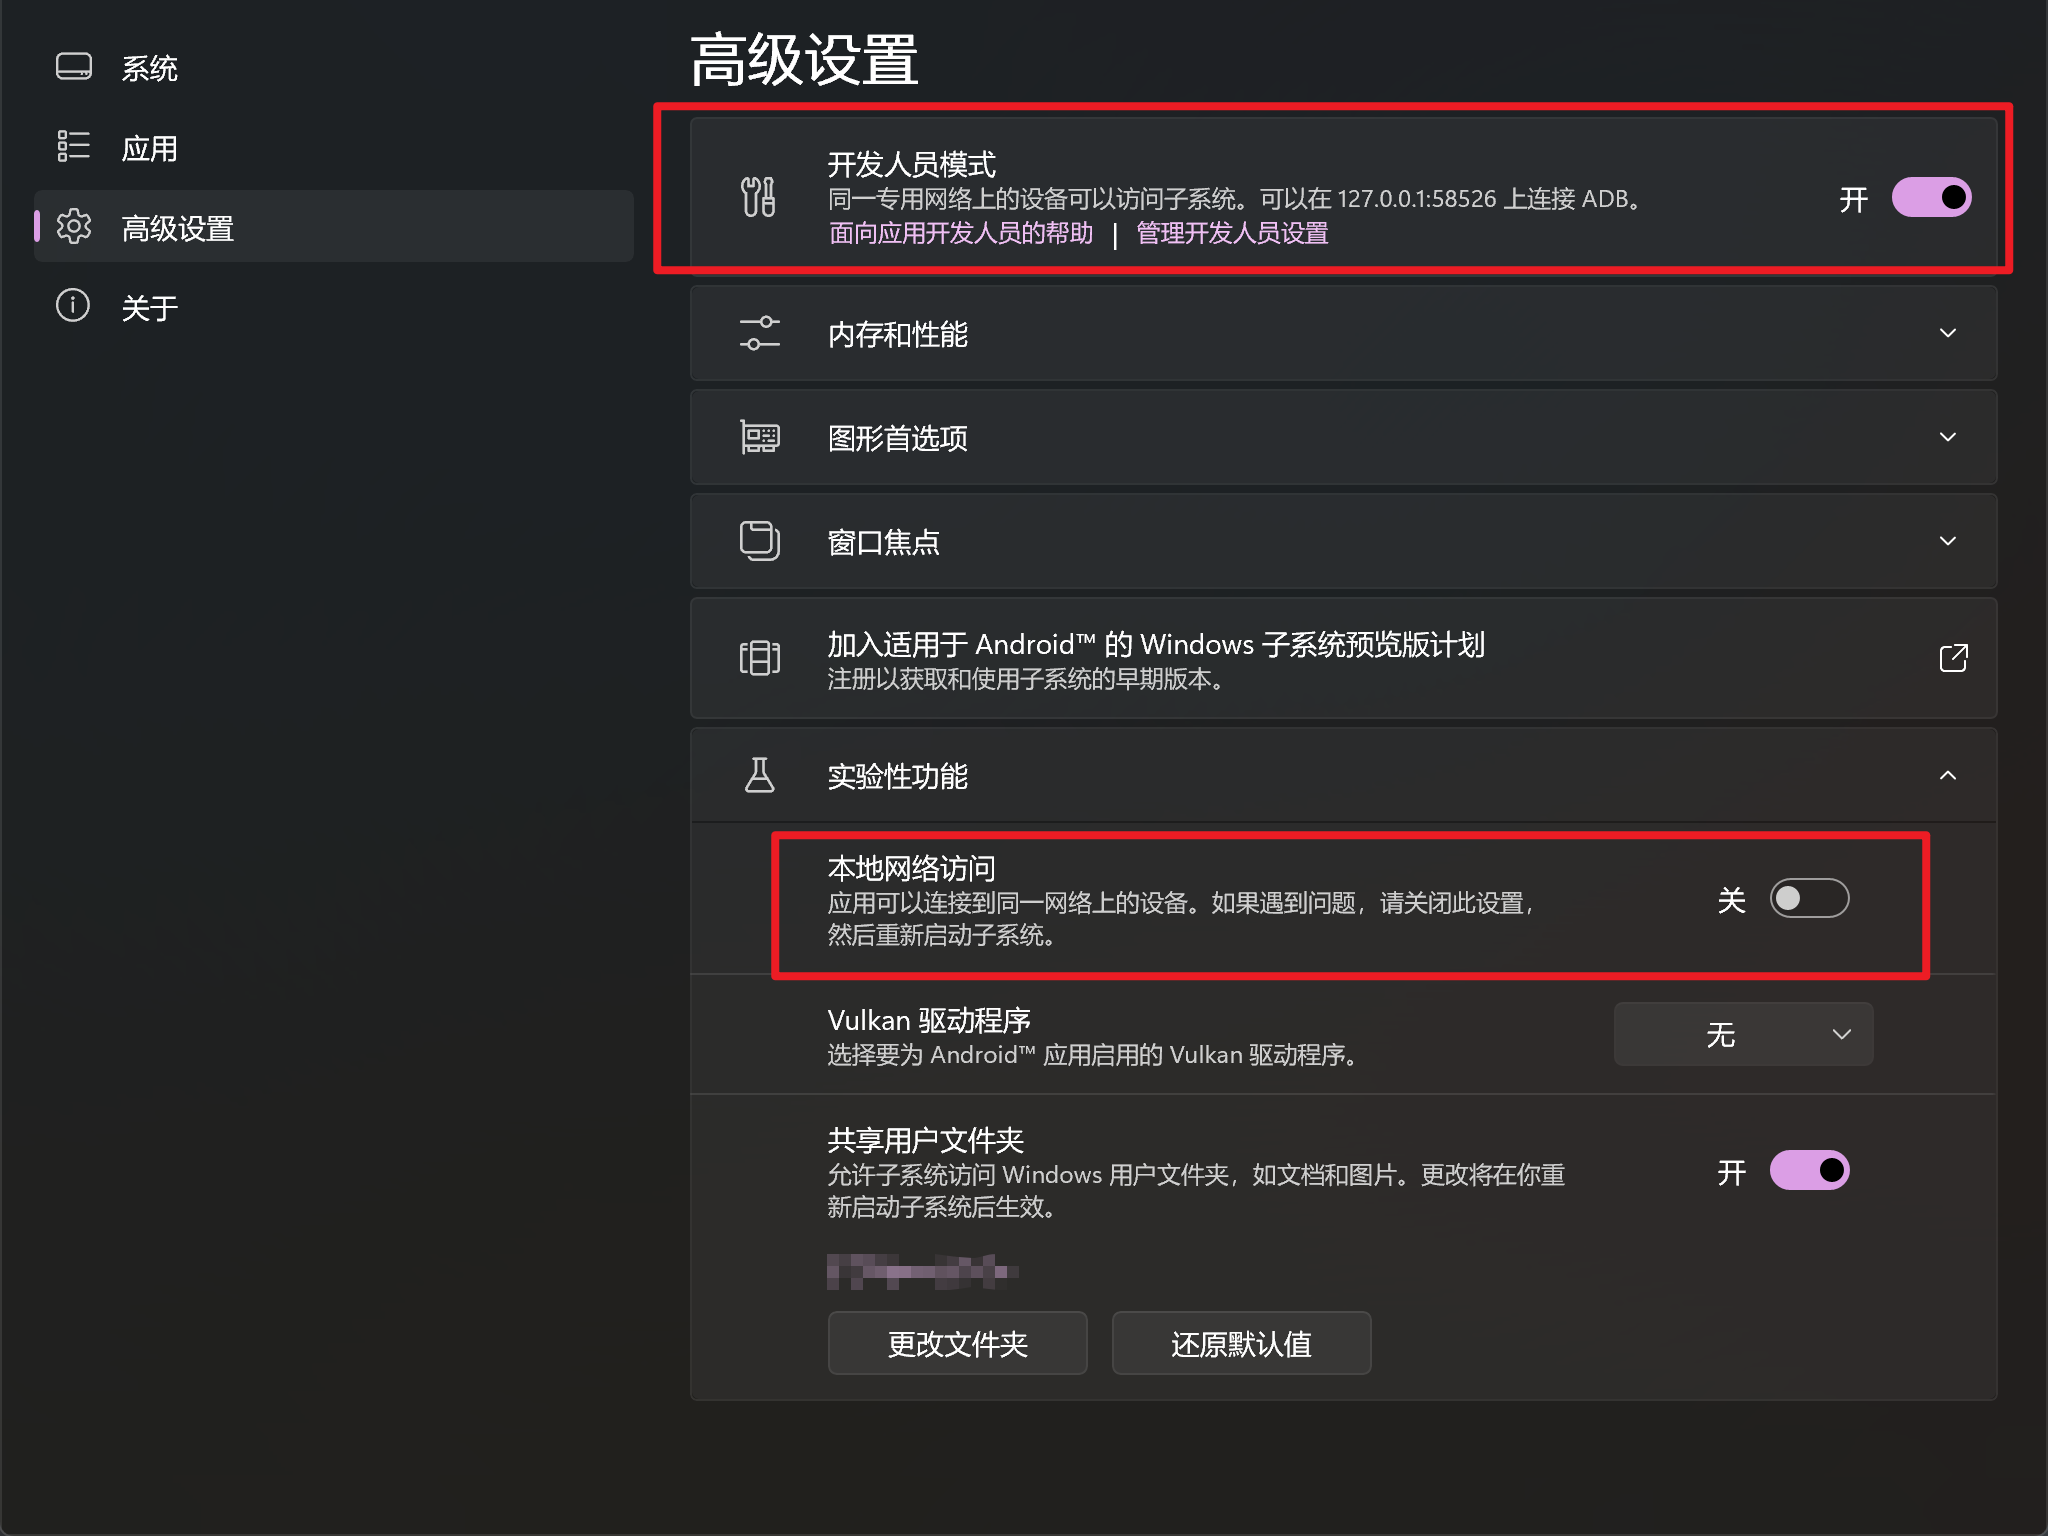 系统
应用
高级设置
关于
高级设置
开发人员模式
同一专用网络上的设备可以访问子系统。可以在 127.0.0.1:58526 上连接 ADB。
面向应用开发人员的帮助 | 管理开发人员设置
开
内存和性能
图形首选项
窗口焦点
加入适用于 Android™ 的 Windows 子系统预览版计划
注册以获取和使用子系统的早期版本。
实验性功能
本地网络访问
应用可以连接到同一网络上的设备。如果遇到问题，请关闭此设置，
然后重新启动子系统。
关
Vulkan 驱动程序
选择要为 Android™ 应用启用的 Vulkan 驱动程序。
无
共享用户文件夹
允许子系统访问 Windows 用户文件夹，如文档和图片。更改将在你重
新启动子系统后生效。
开
更改文件夹
还原默认值